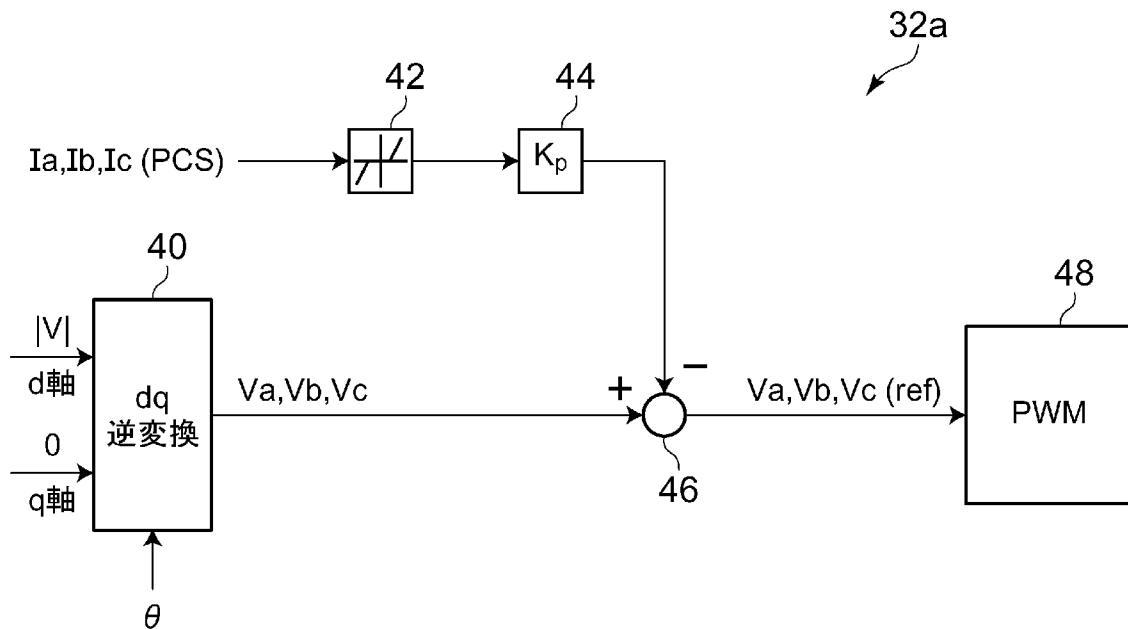 32a
42
44
Ia,Ib,Ic (PCS)
Kp
40
48
|V|
d軸
dq
逆変換
Va,Vb,Vc
+
−
Va,Vb,Vc (ref)
PWM
0
q軸
46
θ